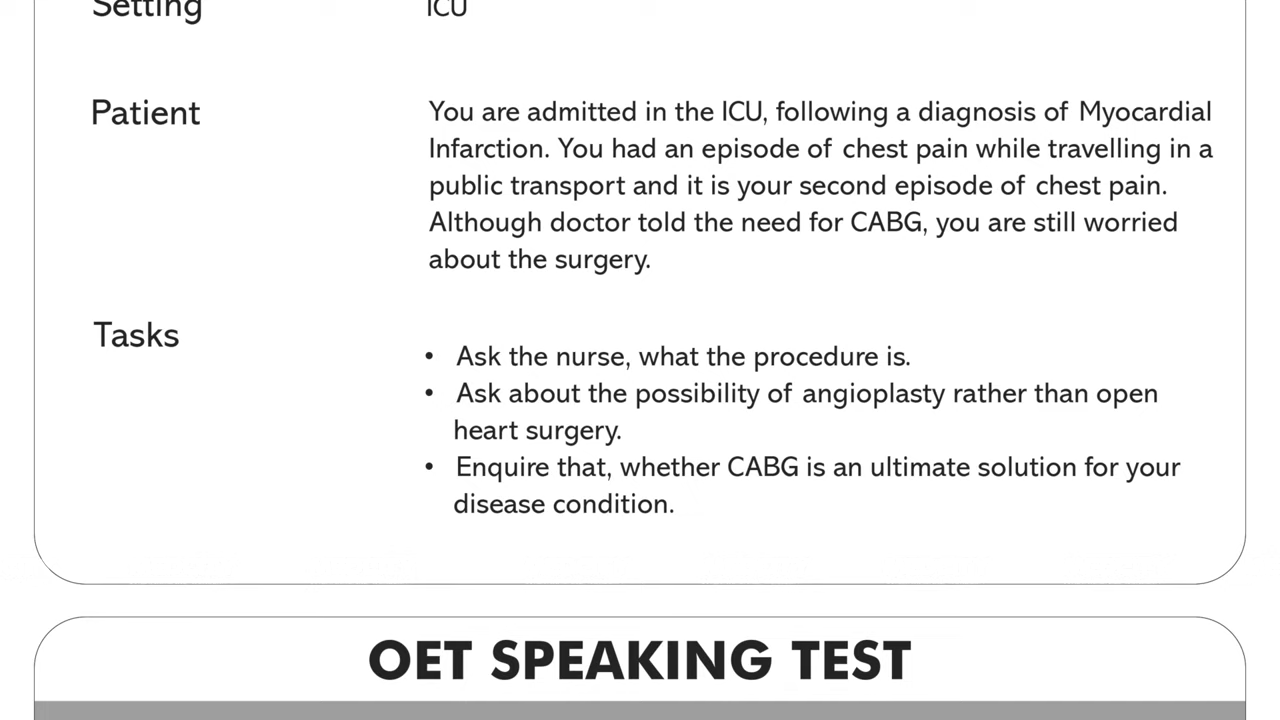 Setting
ICU
Patient
You are admitted in the ICU, following a diagnosis of Myocardial
Infarction. You had an episode of chest pain while travelling in a
public transport and it is your second episode of chest pain.
Although doctor told the need for CABG, you are still worried
about the surgery.
Tasks
• Ask the nurse, what the procedure is.
• Ask about the possibility of angioplasty rather than open
heart surgery.
• Enquire that, whether CABG is an ultimate solution for your
disease condition.
OET SPEAKING TEST